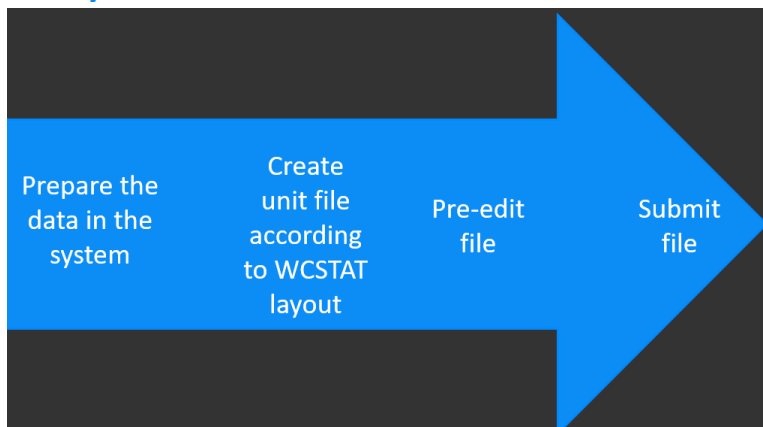 Prepare the
data in the
system
Create
unit file
according
to WCSTAT
layout
Pre-edit
file
Submit
file